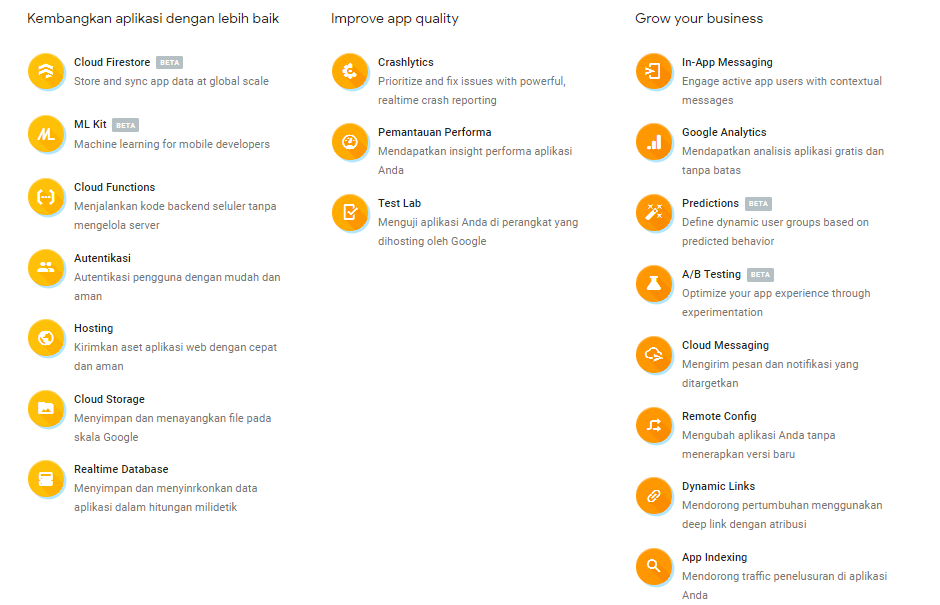 Kembangkan aplikasi dengan lebih baik
Cloud Firestore BETA
Store and sync app data at global scale
ML Kit BETA
Machine learning for mobile developers
Cloud Functions
Menjalankan kode backend seluler tanpa
mengelola server
Autentikasi
Autentikasi pengguna dengan mudah dan
aman
Hosting
Kirimkan aset aplikasi web dengan cepat
dan aman
Cloud Storage
Menyimpan dan menayangkan file pada
skala Google
Realtime Database
Menyimpan dan menyinrkonkan data
aplikasi dalam hitungan milidetik
Improve app quality
Crashlytics
Prioritize and fix issues with powerful,
realtime crash reporting
Pemantauan Performa
Mendapatkan insight performa aplikasi
Anda
Test Lab
Menguji aplikasi Anda di perangkat yang
dihosting oleh Google
Grow your business
In-App Messaging
Engage active app users with contextual
messages
Google Analytics
Mendapatkan analisis aplikasi gratis dan
tanpa batas
Predictions BETA
Define dynamic user groups based on
predicted behavior
A/B Testing BETA
Optimize your app experience through
experimentation
Cloud Messaging
Mengirim pesan dan notifikasi yang
ditargetkan
Remote Config
Mengubah aplikasi Anda tanpa
menerapkan versi baru
Dynamic Links
Mendorong pertumbuhan menggunakan
deep link dengan atribusi
App Indexing
Mendorong traffic penelusuran di aplikasi
Anda